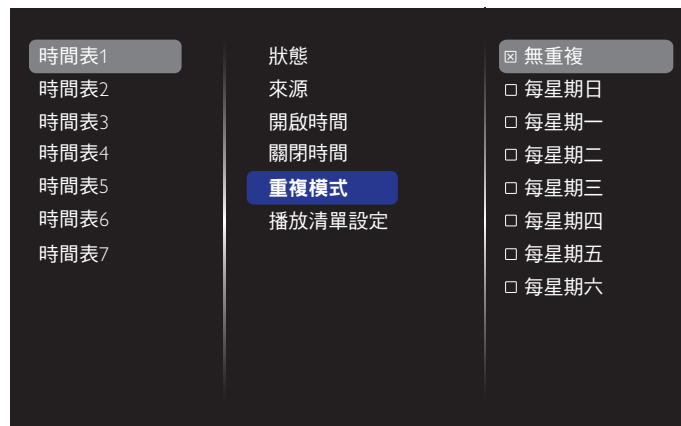 時間表1
時間表2
時間表3
時間表4
時間表5
時間表6
時間表7
狀態
來源
開啟時間
關閉時間
重複模式
播放清單設定
無重複
每星期日
每星期一
每星期二
每星期三
每星期四
每星期五
每星期六